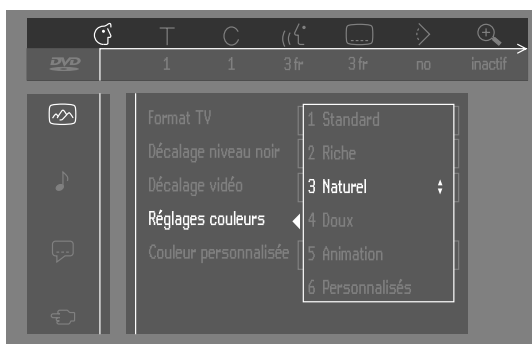 T C
DVD 1 1 3 fr 3 fr no inactif
Format TV
Décalage niveau noir
Décalage vidéo
Réglages couleurs
Couleur personnalisée
1 Standard
2 Riche
3 Naturel
4 Doux
5 Animation
6 Personnalisés